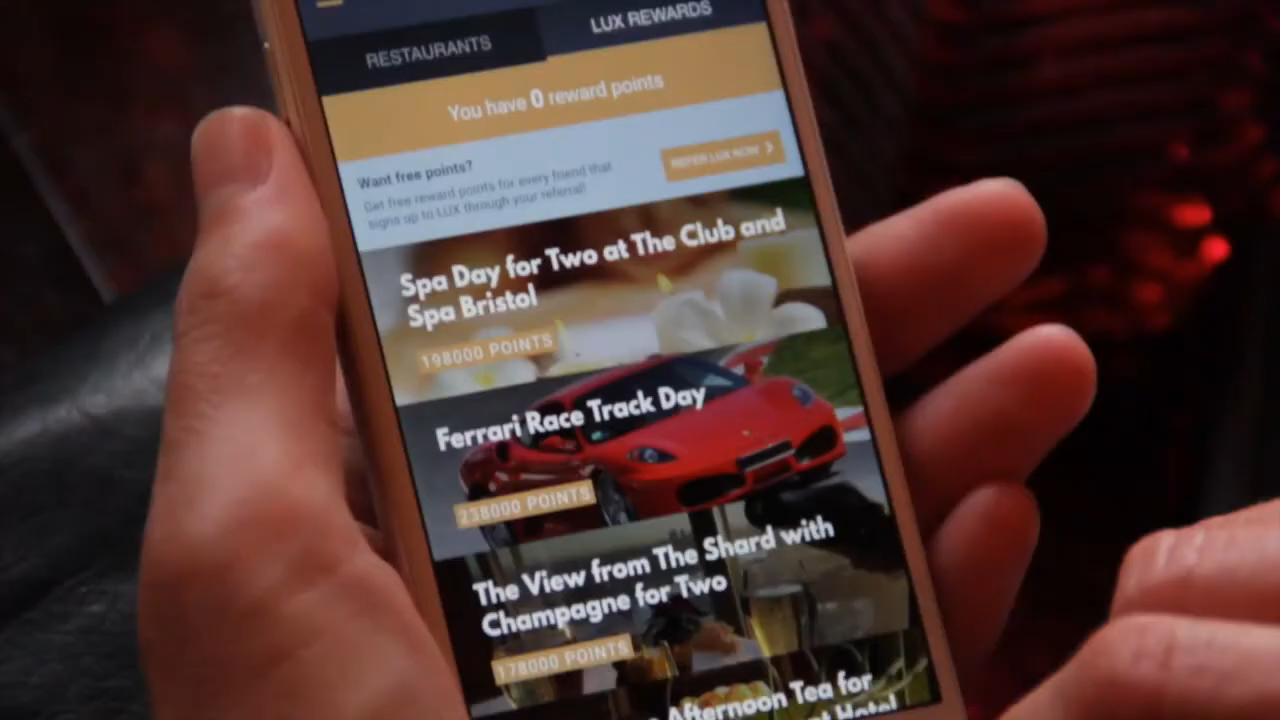 RESTAURANTS
LUX REWARDS
You have 0 reward points
Want free points?
Get free reward points for every friend that
signs up to LUX through your referral!
REFER LUX NOW
Spa Day for Two at The Club and
Spa Bristol
198000 POINTS
Ferrari Race Track Day
238000 POINTS
The View from The Shard with
Champagne for Two
178000 POINTS
Afternoon Tea for
Hotel